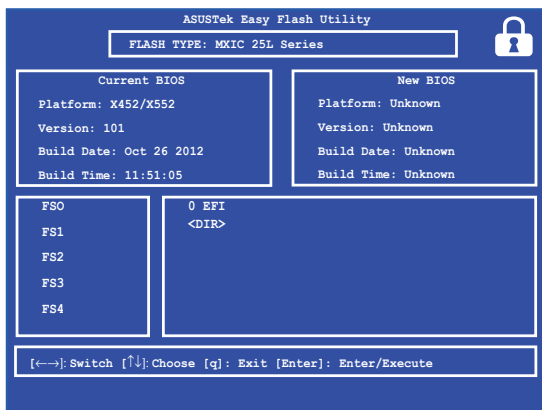 ASUSTek Easy Flash Utility
FLASH TYPE: MXIC 25L Series
Current BIOS
Platform: X452/X552
Version: 101
Build Date: Oct 26 2012
Build Time: 11:51:05
New BIOS
Platform: Unknown
Version: Unknown
Build Date: Unknown
Build Time: Unknown
FSO
FS1
FS2
FS3
FS4
0 EFI
<DIR>
[←→]: Switch [↑↓]: Choose [q]: Exit [Enter]: Enter/Execute